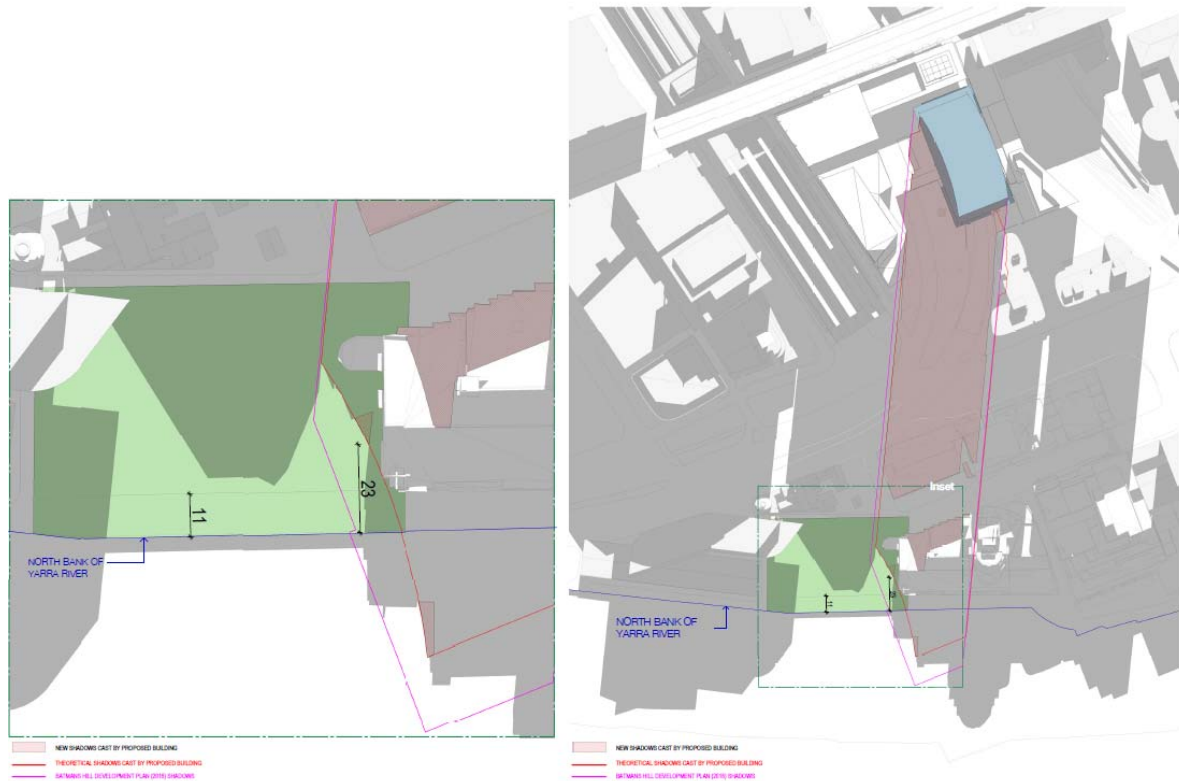 11
23
NORTH BANK OF
YARRA RIVER
NEW SHADOWS CAST BY PROPOSED BUILDING
THEORETICAL SHADOWS CAST BY PROPOSED BUILDING
BATMANS HILL DEVELOPMENT PLAN (2015) SHADOWS
Inset
11
23
NORTH BANK OF
YARRA RIVER
NEW SHADOWS CAST BY PROPOSED BUILDING
THEORETICAL SHADOWS CAST BY PROPOSED BUILDING
BATMANS HILL DEVELOPMENT PLAN (2015) SHADOWS